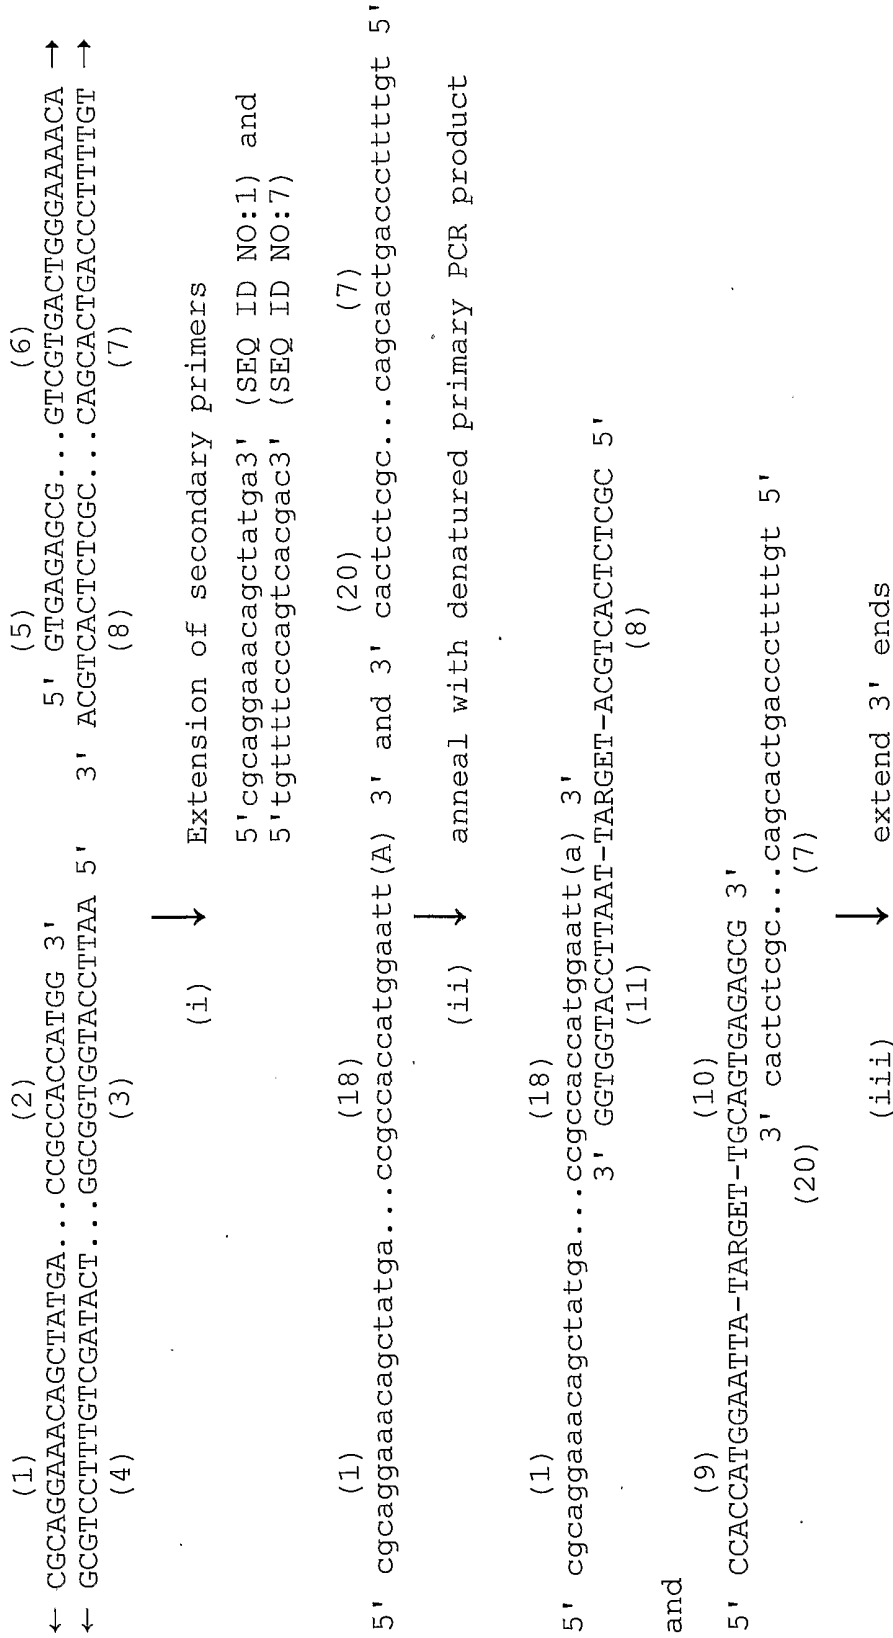 (1) (2) (5) (6)
← CGCAGGAAACAGCTATGA...CCGCCACCATGG 3' 5' GTGAGAGCG...GTCGTGACTGGGAAAACA →
← GCGTCCTTTGTCGATACT...GGCGGTGGTACCTTAA 5' 3' ACGTCACTCTCGC...CAGCACTGACCCTTTTGT →
(4) (3) (8) (7)
(i) ↓ Extension of secondary primers
5'cgcaggaaacagctatga3' (SEQ ID NO:1) and
5'tgttttcccagtcacgac3' (SEQ ID NO:7)
(1) (18) (20) (7)
5' cgcaggaaacagctatga...ccgccaccatggaatt(A) 3' and 3' cactctcgc...cagcactgacccttttgt 5'
(ii) ↓ anneal with denatured primary PCR product
(1) (18)
5' cgcaggaaacagctatga...ccgccaccatggaatt(a) 3'
3' GGTGGTACCTTAAT-TARGET-ACGTCACTCTCGC 5'
(11) (8)
and
(9) (10)
5' CCACCATGGAATTA-TARGET-TGCAGTGAGAGCG 3'
3' cactctcgc...cagcactgacccttttgt 5'
(20) (7)
(iii) ↓ extend 3' ends